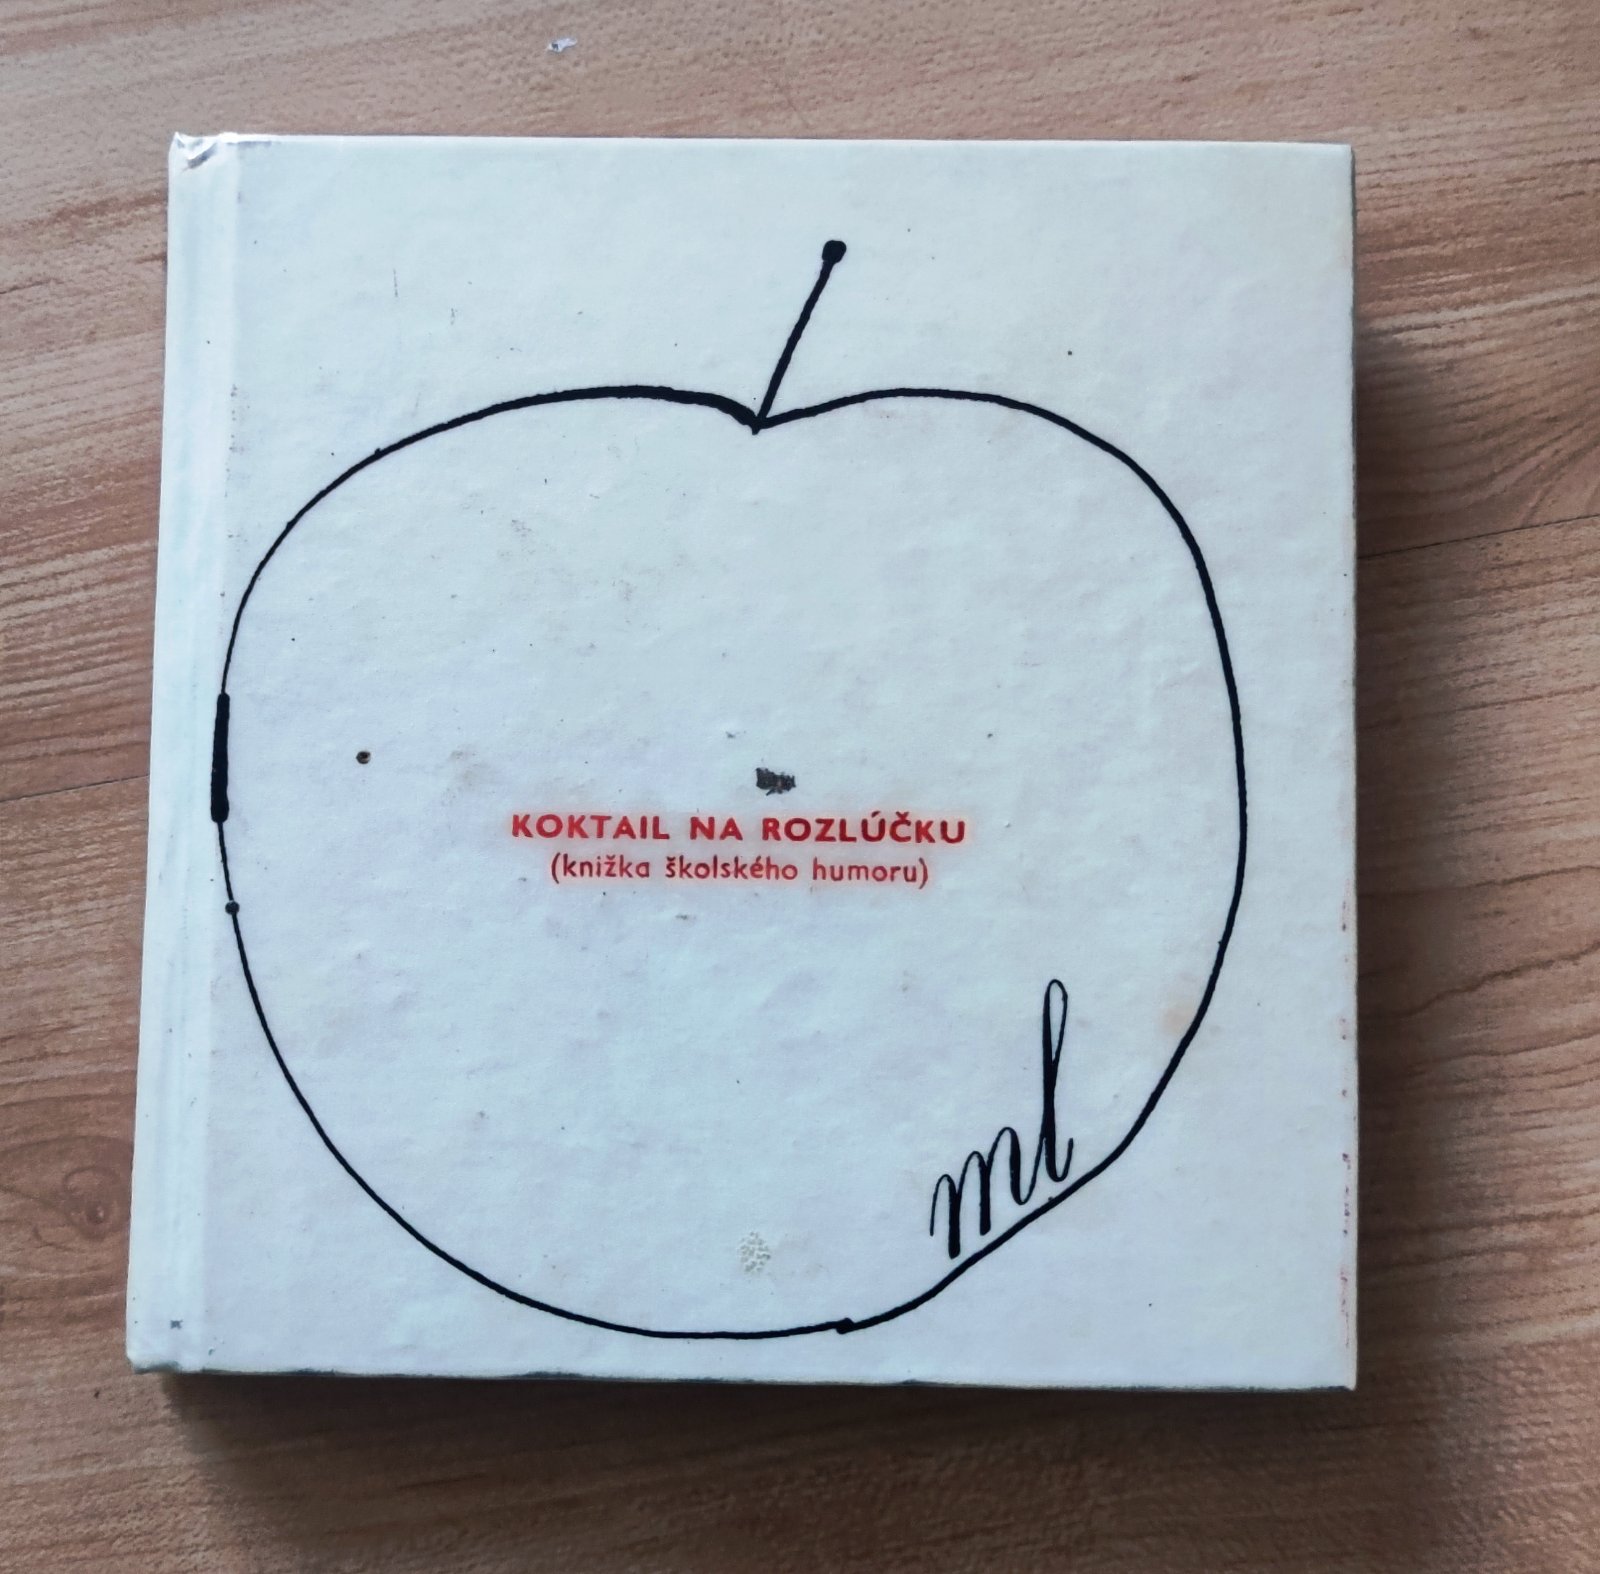 KOKTAIL NA ROZLÚČKU
(knižka školského humoru)
ml